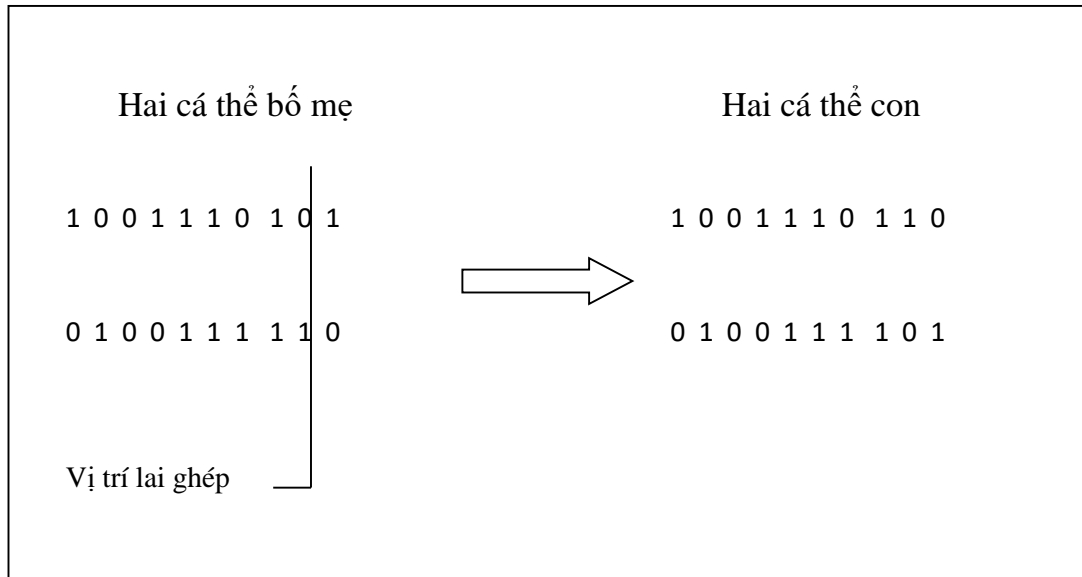 Hai cá thể bố mẹ
Hai cá thể con
1 0 0 1 1 1 0 1 0 1
1 0 0 1 1 1 0 1 1 0
0 1 0 0 1 1 1 1 1 0
0 1 0 0 1 1 1 1 0 1
Vị trí lai ghép